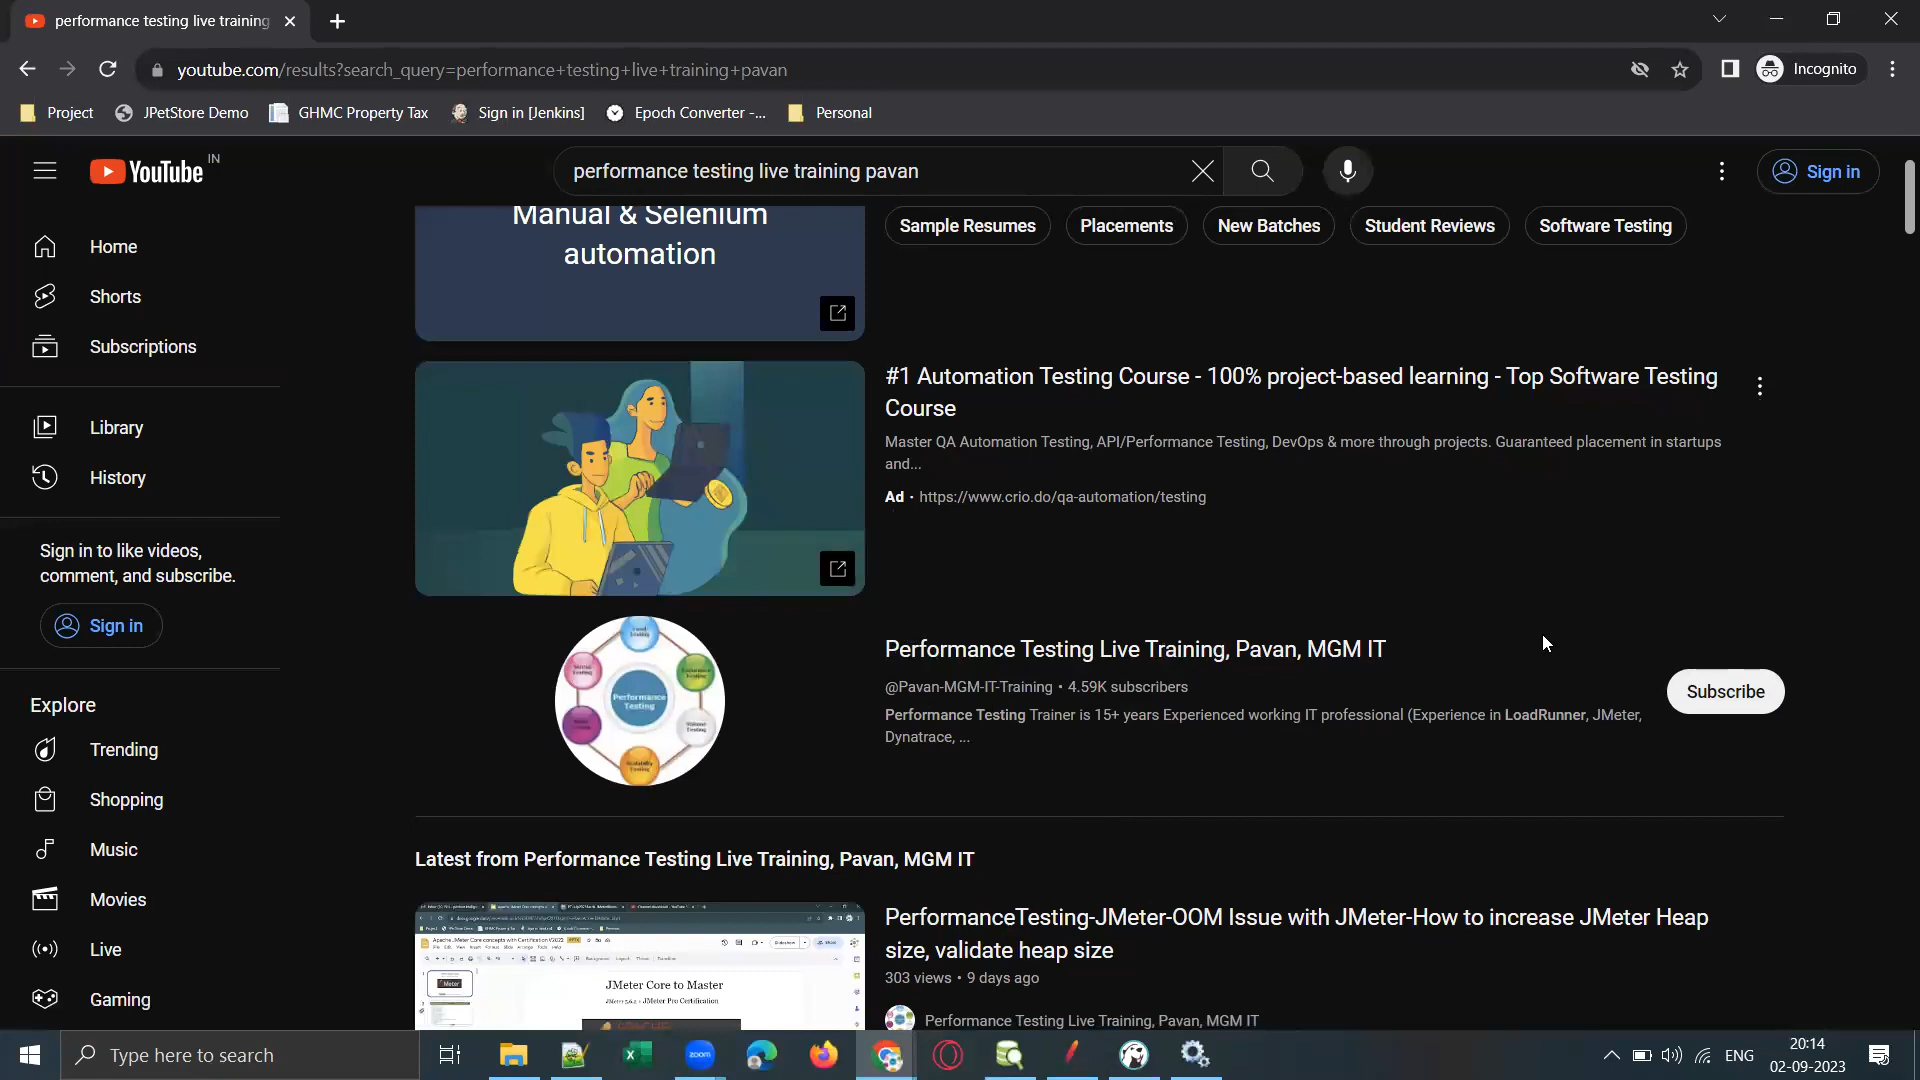 performance testing live training
youtube.com/results?search_query=performance+testing+live+training+pavan
Incognito
Project
JPetStore Demo
GHMC Property Tax
Sign in [Jenkins]
Epoch Converter -...
Personal
YouTube IN
performance testing live training pavan
Sign in
Home
Shorts
Subscriptions
Library
History
Sign in to like videos,
comment, and subscribe.
Sign in
Explore
Trending
Shopping
Music
Movies
Live
Gaming
Manual & Selenium
automation
Sample Resumes
Placements
New Batches
Student Reviews
Software Testing
#1 Automation Testing Course - 100% project-based learning - Top Software Testing
Course
Master QA Automation Testing, API/Performance Testing, DevOps & more through projects. Guaranteed placement in startups
and...
Ad · https://www.crio.do/qa-automation/testing
Performance
Testing
Performance Testing Live Training, Pavan, MGM IT
@Pavan-MGM-IT-Training • 4.59K subscribers
Performance Testing Trainer is 15+ years Experienced working IT professional (Experience in LoadRunner, JMeter,
Dynatrace, ...
Subscribe
Latest from Performance Testing Live Training, Pavan, MGM IT
JMeter Core to Master
JMeter 5.6.2 + JMeter Pro Certification
PerformanceTesting-JMeter-OOM Issue with JMeter-How to increase JMeter Heap
size, validate heap size
303 views • 9 days ago
Performance Testing Live Training, Pavan, MGM IT
Type here to search
zoom
ENG
20:14
02-09-2023